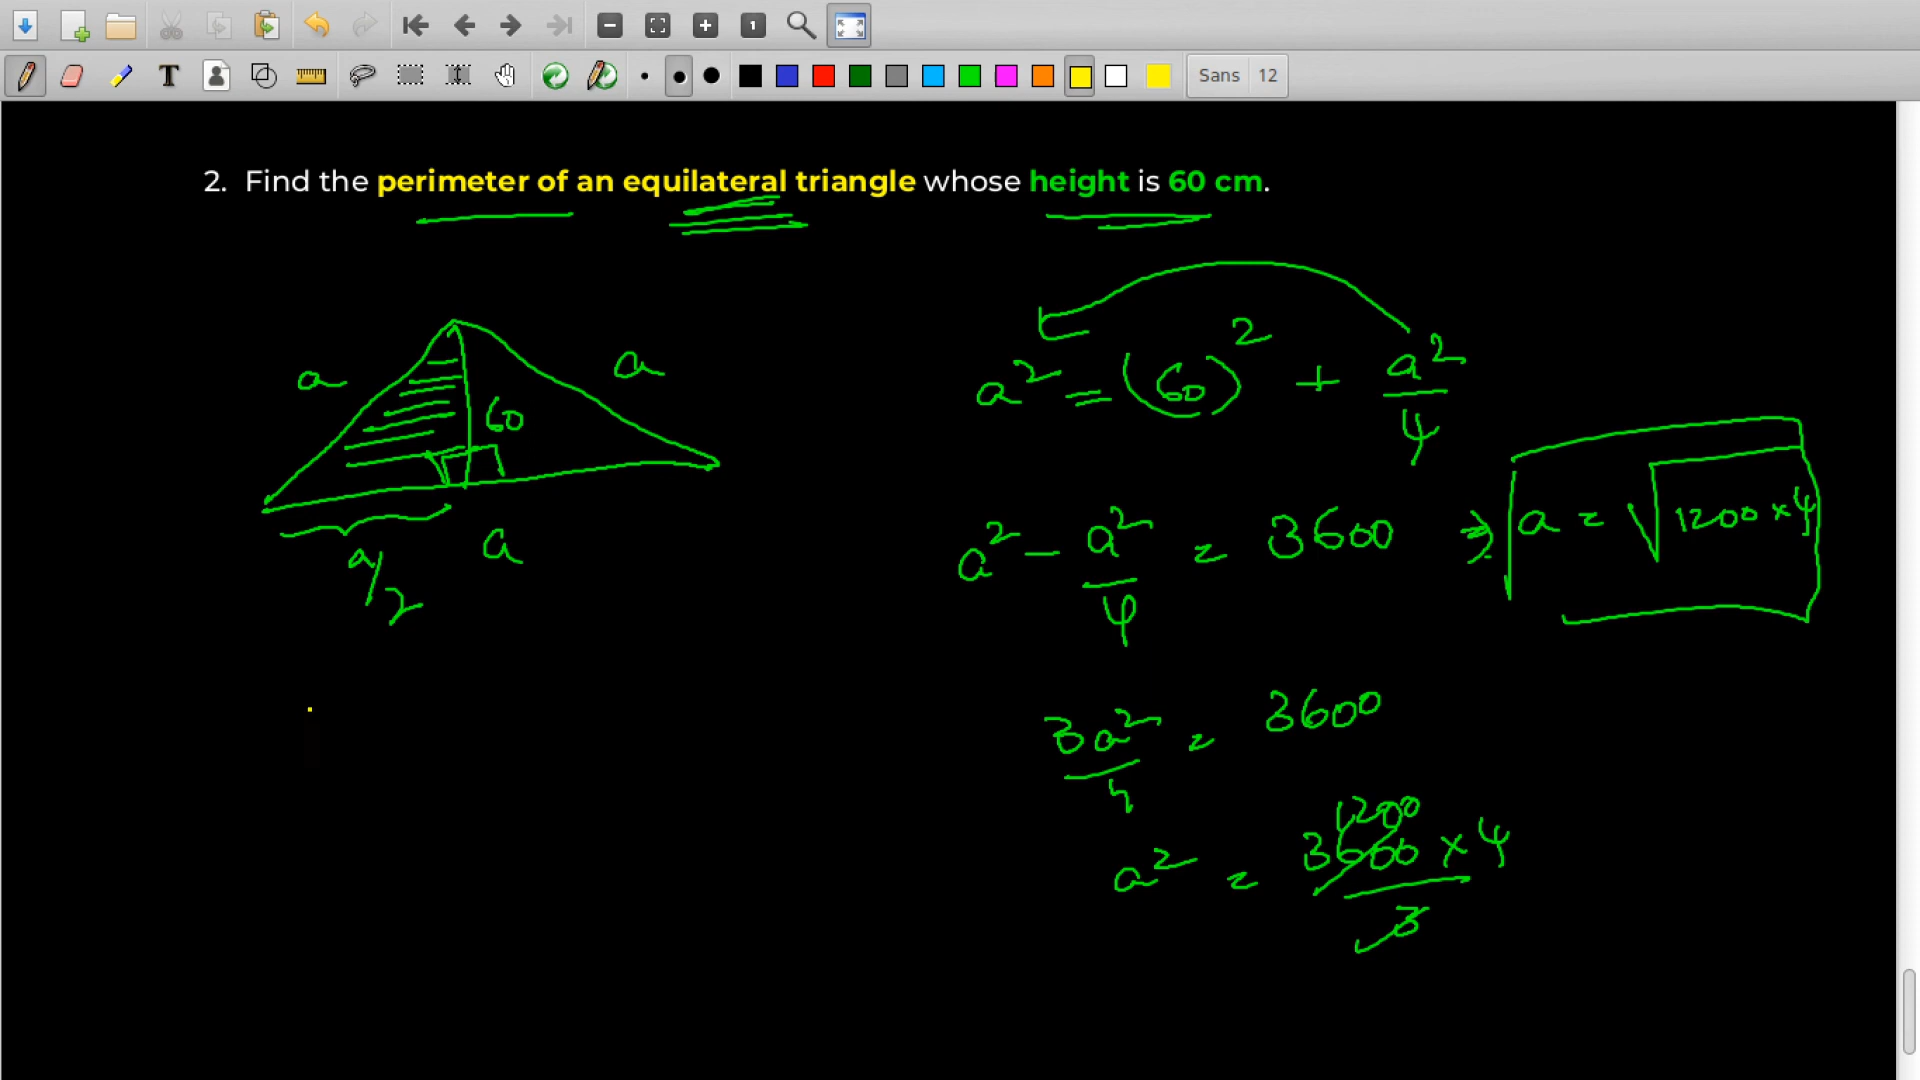 1
T
Sans 12
2. Find the perimeter of an equilateral triangle whose height is 60 cm.
a a
60
a/2 a
a² = (60)² + a²/4
a² - a²/4 = 3600 ⇒ a = √1200×4
3a²/4 = 3600
1200
a² = 3600 × 4 / 3